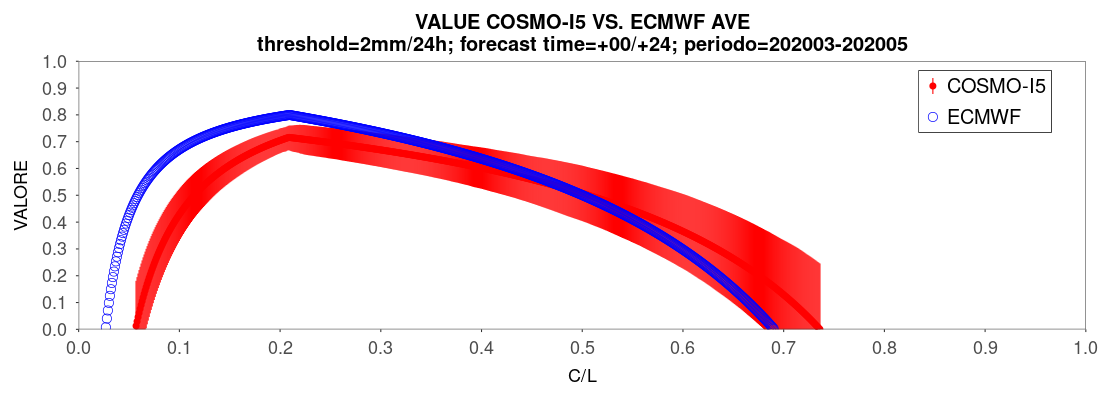 VALUE COSMO-I5 VS. ECMWF AVE
threshold=2mm/24h; forecast time=+00/+24; periodo=202003-202005
COSMO-I5
ECMWF
VALORE
1.0
0.9
0.8
0.7
0.6
0.5
0.4
0.3
0.2
0.1
0.0
0.0 0.1 0.2 0.3 0.4 0.5 0.6 0.7 0.8 0.9 1.0
C/L